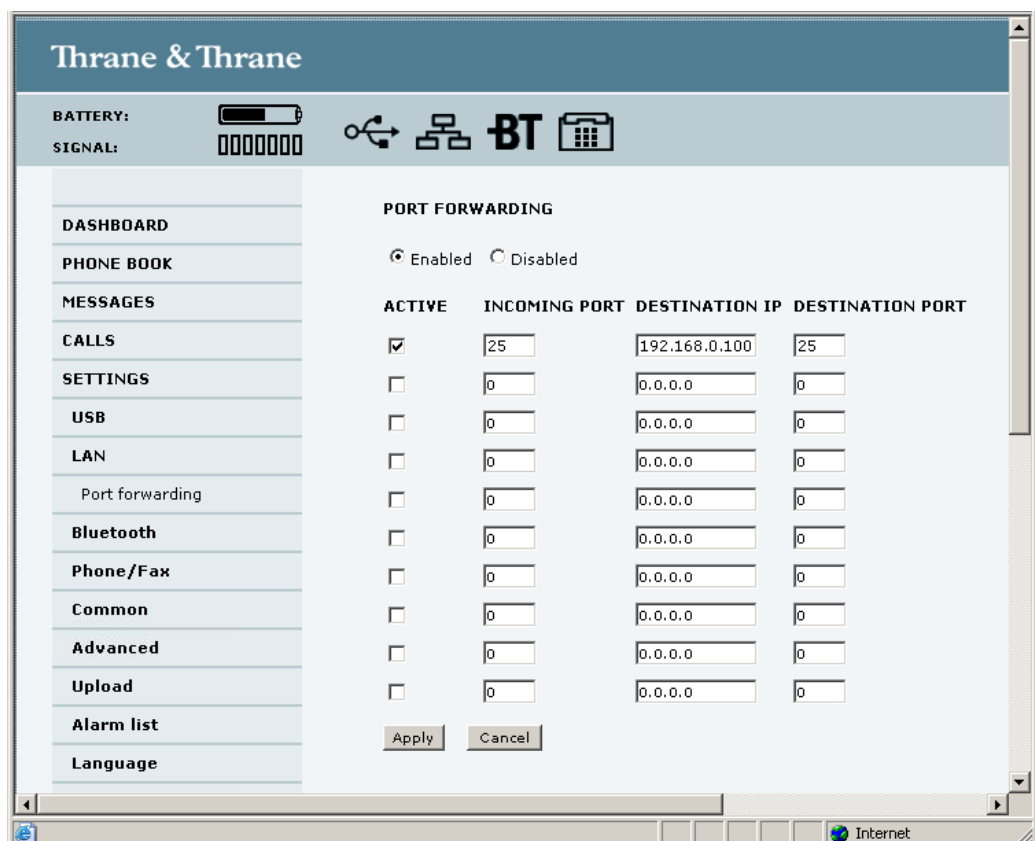 Thrane & Thrane
BATTERY:
SIGNAL:
BT
DASHBOARD
PHONE BOOK
MESSAGES
CALLS
SETTINGS
USB
LAN
Port forwarding
Bluetooth
Phone/Fax
Common
Advanced
Upload
Alarm list
Language
PORT FORWARDING
Enabled Disabled
ACTIVE INCOMING PORT DESTINATION IP DESTINATION PORT
25 192.168.0.100 25
0 0.0.0.0 0
0 0.0.0.0 0
0 0.0.0.0 0
0 0.0.0.0 0
0 0.0.0.0 0
0 0.0.0.0 0
0 0.0.0.0 0
0 0.0.0.0 0
0 0.0.0.0 0
Apply Cancel
Internet